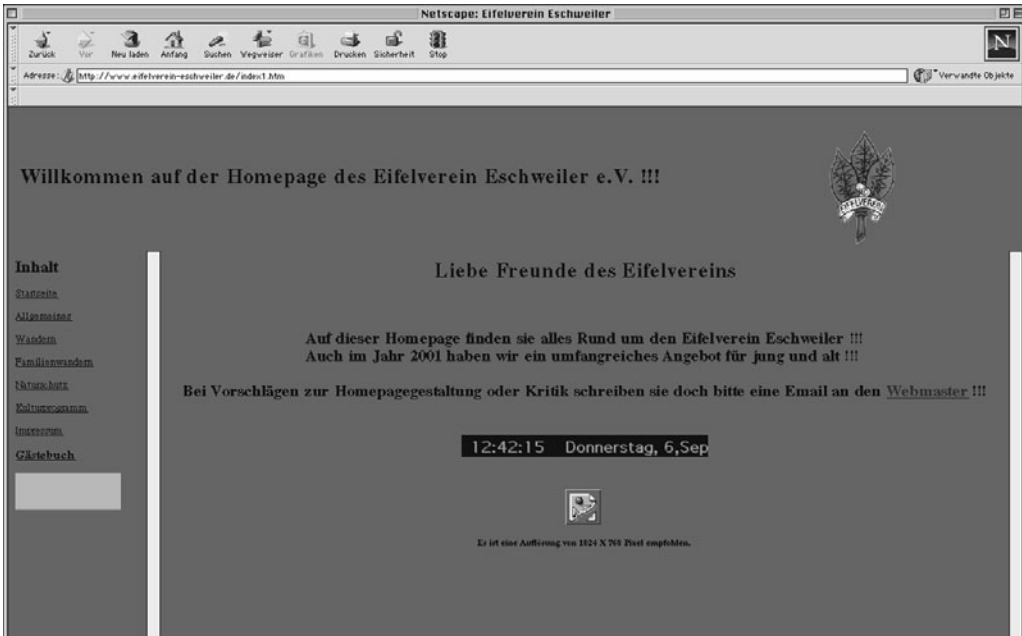 Netscape: Eifelverein Eschweiler
Zurück Vor Neu laden Anfang Suchen Wegweiser Grafiken Drucken Sicherheit Stop
N
Adresse: http://www.eifelverein-eschweiler.de/index1.htm Verwandte Objekte
Willkommen auf der Homepage des Eifelverein Eschweiler e.V. !!!
EIFELVEREIN
Inhalt
Startseite
Allgemeines
Wandern
Familienwandern
Naturschutz
Kulturprogramm
Impressum
Gästebuch
Liebe Freunde des Eifelvereins
Auf dieser Homepage finden sie alles Rund um den Eifelverein Eschweiler !!!
Auch im Jahr 2001 haben wir ein umfangreiches Angebot für jung und alt !!!
Bei Vorschlägen zur Homepagegestaltung oder Kritik schreiben sie doch bitte eine Email an den Webmaster !!!
12:42:15 Donnerstag, 6,Sep
Es ist eine Auflösung von 1024 X 768 Pixel empfohlen.